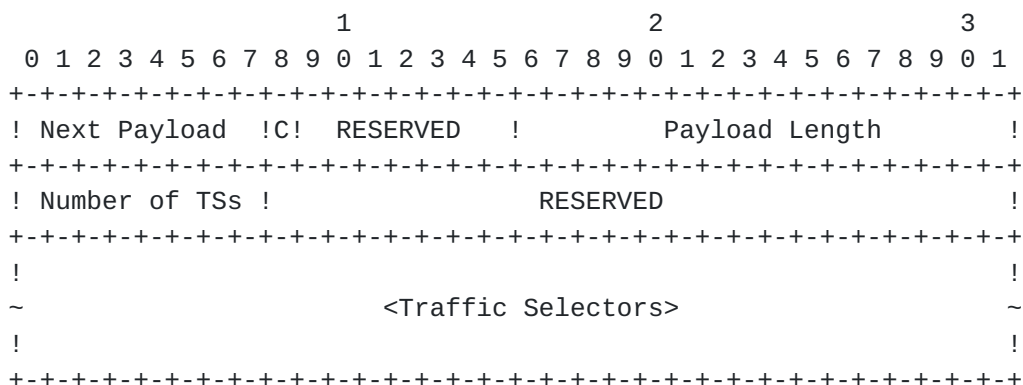 1                   2                   3
 0 1 2 3 4 5 6 7 8 9 0 1 2 3 4 5 6 7 8 9 0 1 2 3 4 5 6 7 8 9 0 1
+-+-+-+-+-+-+-+-+-+-+-+-+-+-+-+-+-+-+-+-+-+-+-+-+-+-+-+-+-+-+-+-+
! Next Payload  !C!  RESERVED   !         Payload Length        !
+-+-+-+-+-+-+-+-+-+-+-+-+-+-+-+-+-+-+-+-+-+-+-+-+-+-+-+-+-+-+-+-+
! Number of TSs !                 RESERVED                      !
+-+-+-+-+-+-+-+-+-+-+-+-+-+-+-+-+-+-+-+-+-+-+-+-+-+-+-+-+-+-+-+-+
!                                                               !
~                       <Traffic Selectors>                     ~
!                                                               !
+-+-+-+-+-+-+-+-+-+-+-+-+-+-+-+-+-+-+-+-+-+-+-+-+-+-+-+-+-+-+-+-+